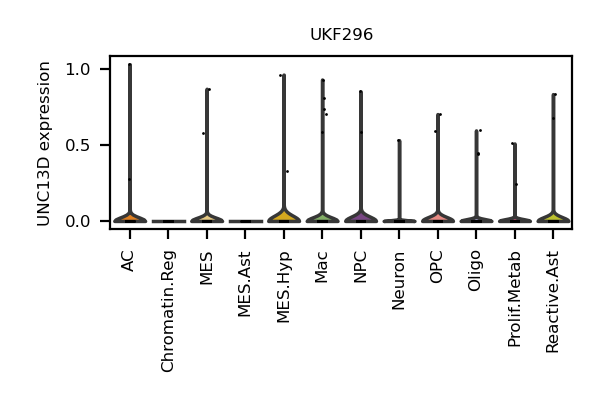 UKF296
UNC13D expression
1.0
0.5
0.0
AC
Chromatin.Reg
MES
MES.Ast
MES.Hyp
Mac
NPC
Neuron
OPC
Oligo
Prolif.Metab
Reactive.Ast